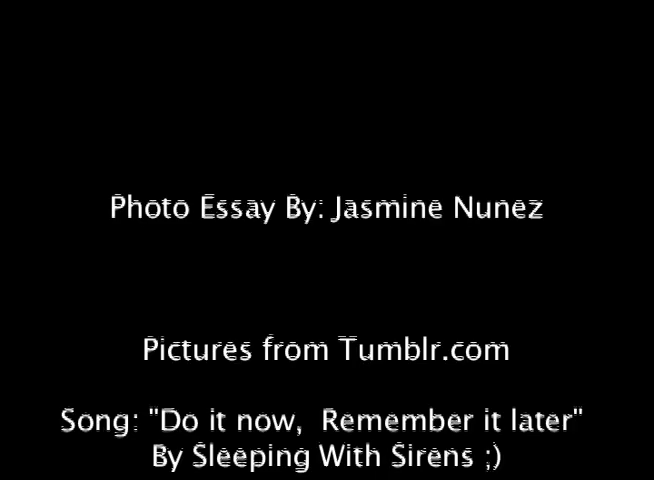 Photo Essay By: Jasmine Nunez
Pictures from Tumblr.com
Song: "Do it now,  Remember it later"
By Sleeping With Sirens ;)